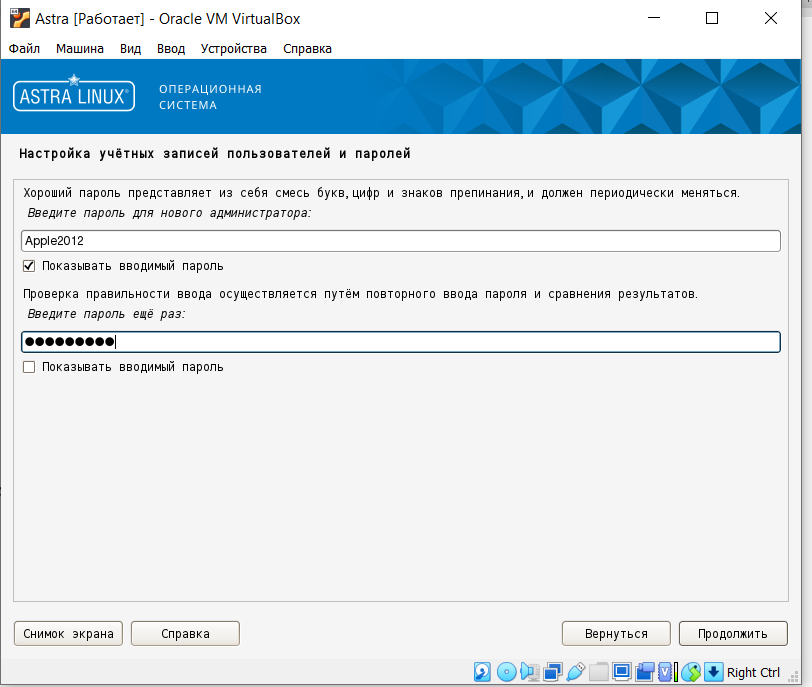 Astra [Работает] - Oracle VM VirtualBox
Файл Машина Вид Ввод Устройства Справка
ASTRA LINUX® ОПЕРАЦИОННАЯ
СИСТЕМА
Настройка учётных записей пользователей и паролей
Хороший пароль представляет из себя смесь букв, цифр и знаков препинания, и должен периодически меняться.
Введите пароль для нового администратора:
Apple2012
Показывать вводимый пароль
Проверка правильности ввода осуществляется путём повторного ввода пароля и сравнения результатов.
Введите пароль ещё раз:
●●●●●●●●●
Показывать вводимый пароль
Снимок экрана Справка Вернуться Продолжить
Right Ctrl